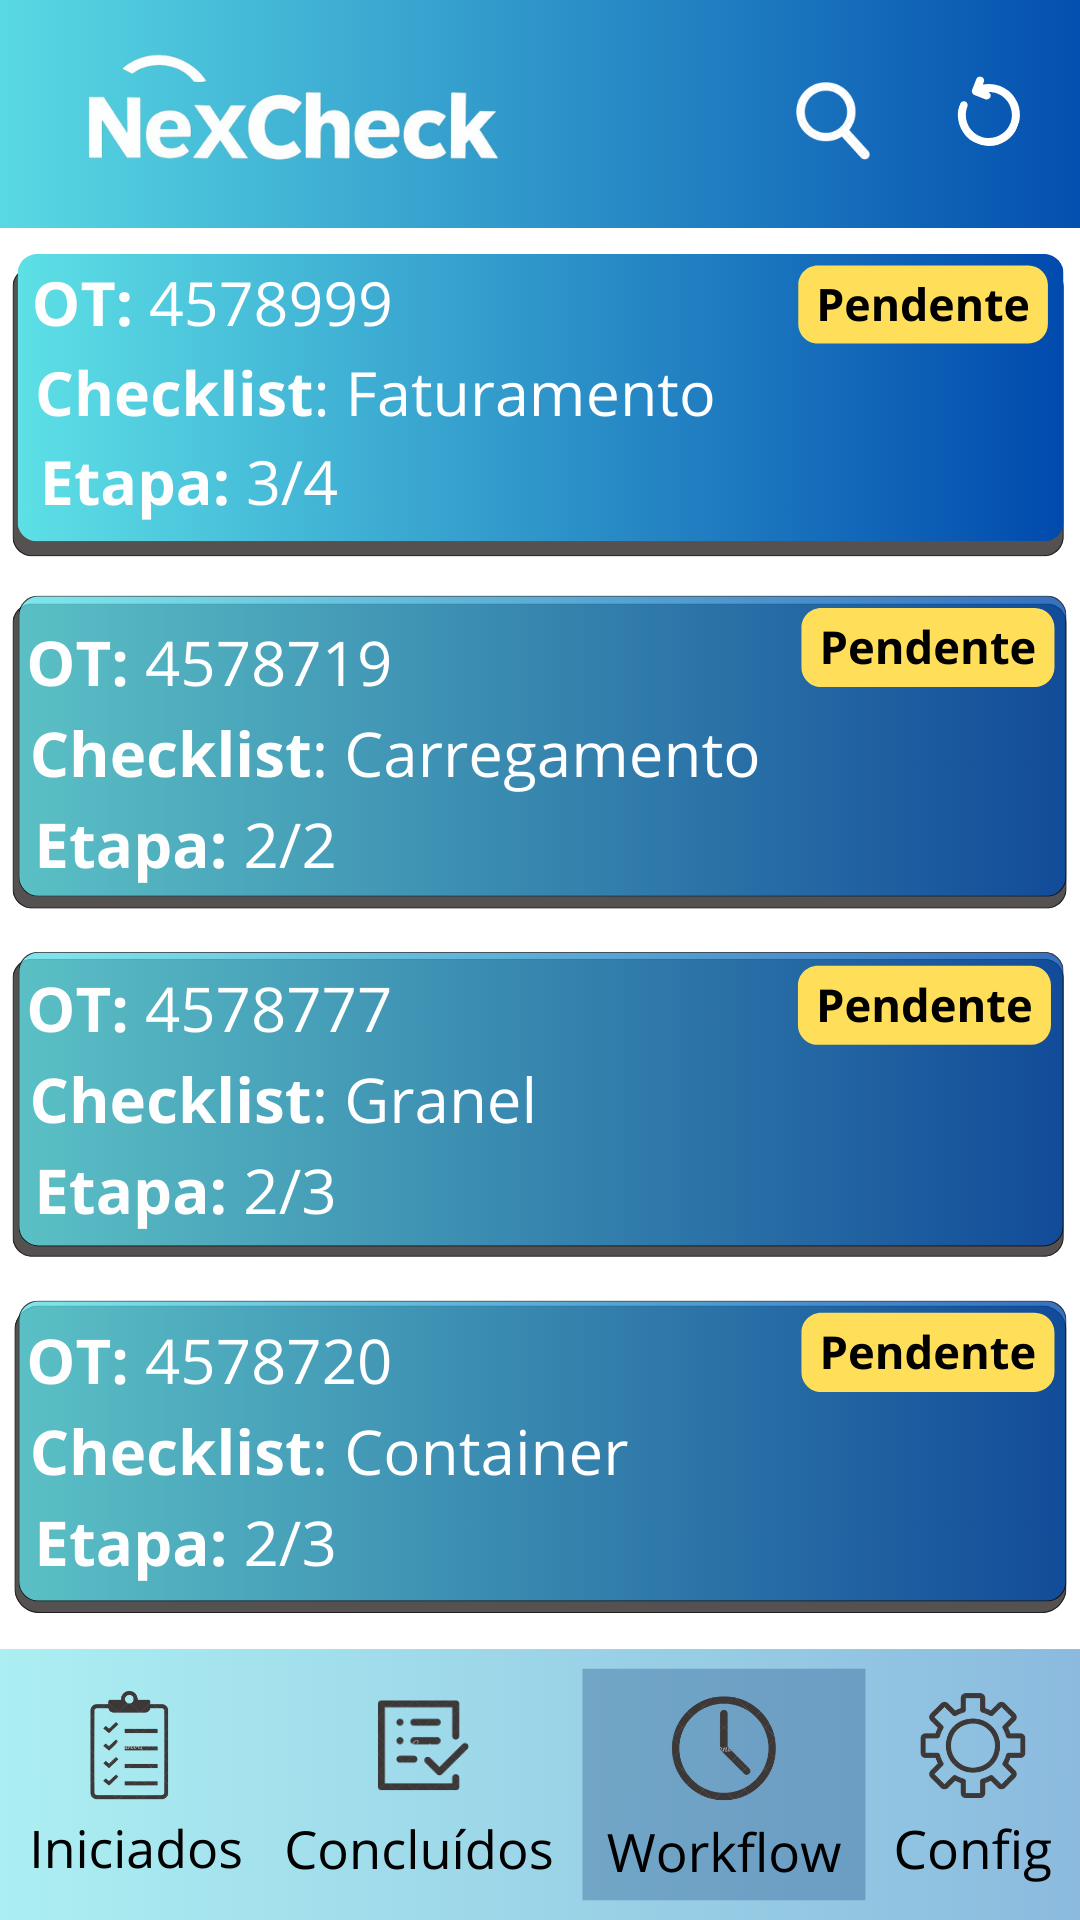 NexCheck
OT: 4578999
Pendente
Checklist: Faturamento
Etapa: 3/4
OT: 4578719
Pendente
Checklist: Carregamento
Etapa: 2/2
OT: 4578777
Pendente
Checklist: Granel
Etapa: 2/3
OT: 4578720
Pendente
Checklist: Container
Etapa: 2/3
Iniciados
Concluídos
Workflow
Config